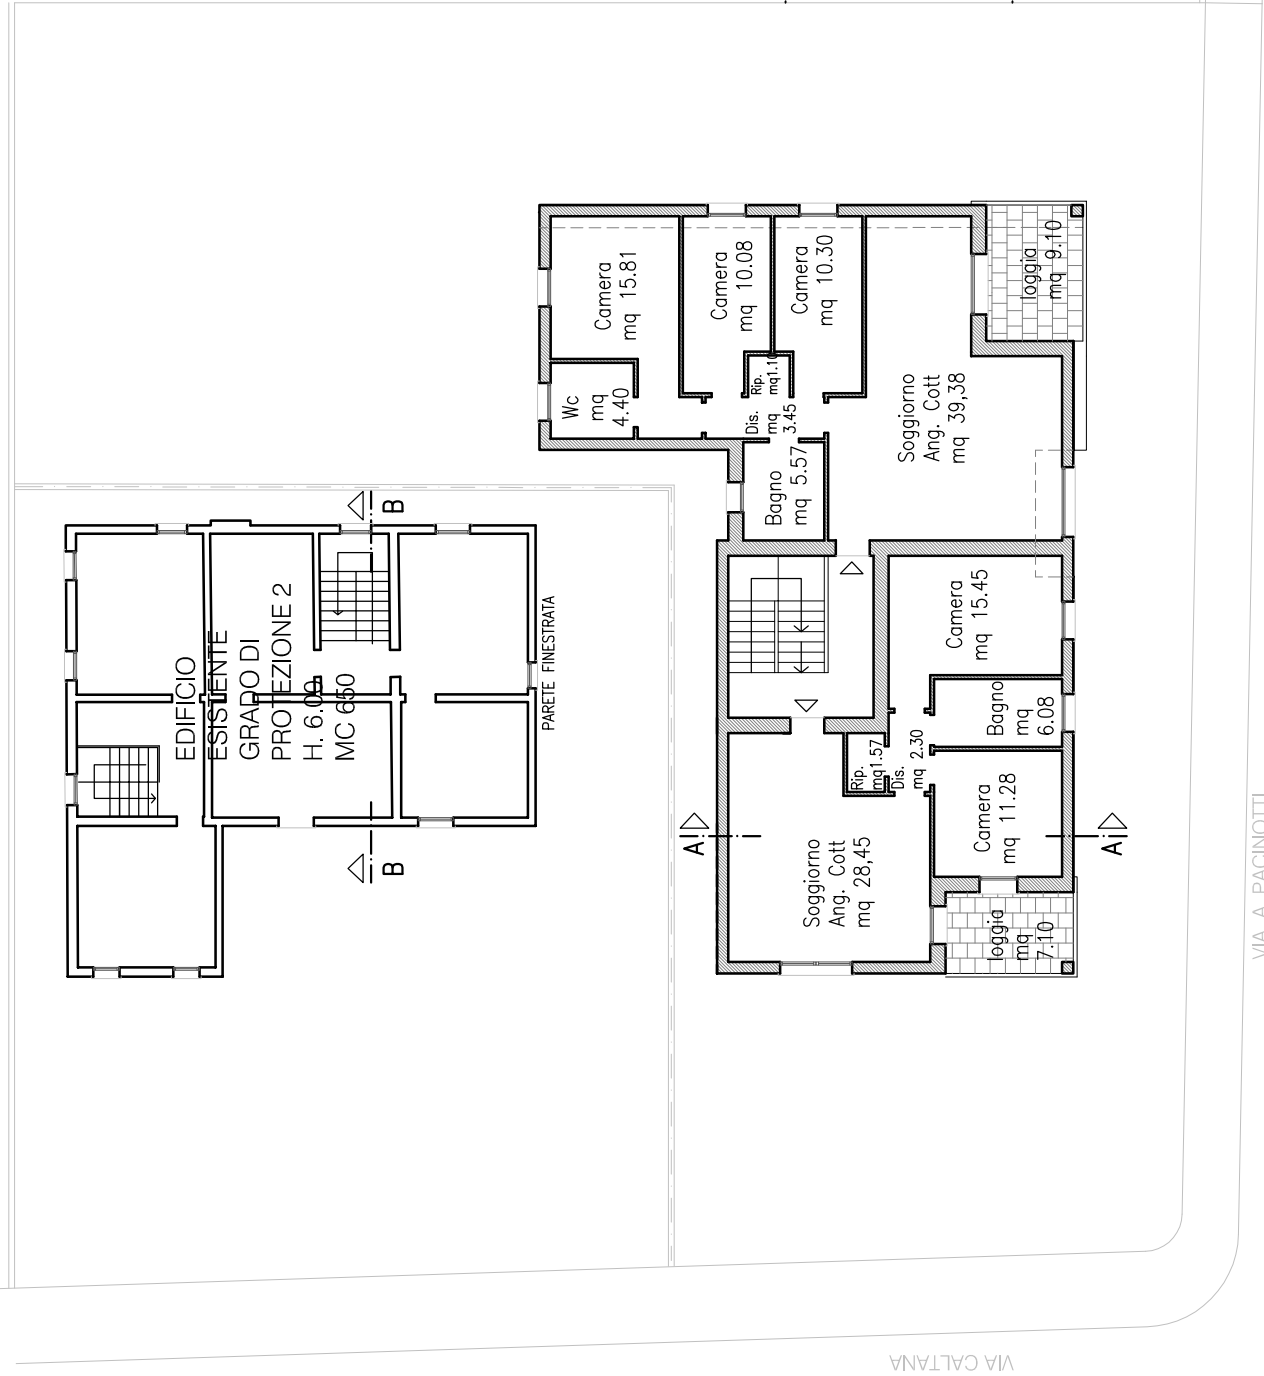 Camera
mq 15.81
Camera
mq 10.08
Camera
mq 10.30
loggia
mq 9.10
Wc
mq
4.40
Rip.
mq1.10
Dis.
mq
3.45
Soggiorno
Ang. Cott
mq 39,38
Bagno
mq 5.57
B
EDIFICIO
ESISTENTE
GRADO DI
PROTEZIONE 2
H. 6.00
MC 650
PARETE FINESTRATA
B
Camera
mq 15.45
Bagno
mq
6.08
Rip.
mq1.57
Dis.
mq 2.30
Camera
mq 11.28
A
A
Soggiorno
Ang. Cott
mq 28,45
loggia
mq
7.10
VIA A PACINOTTI
VIA CALTANA